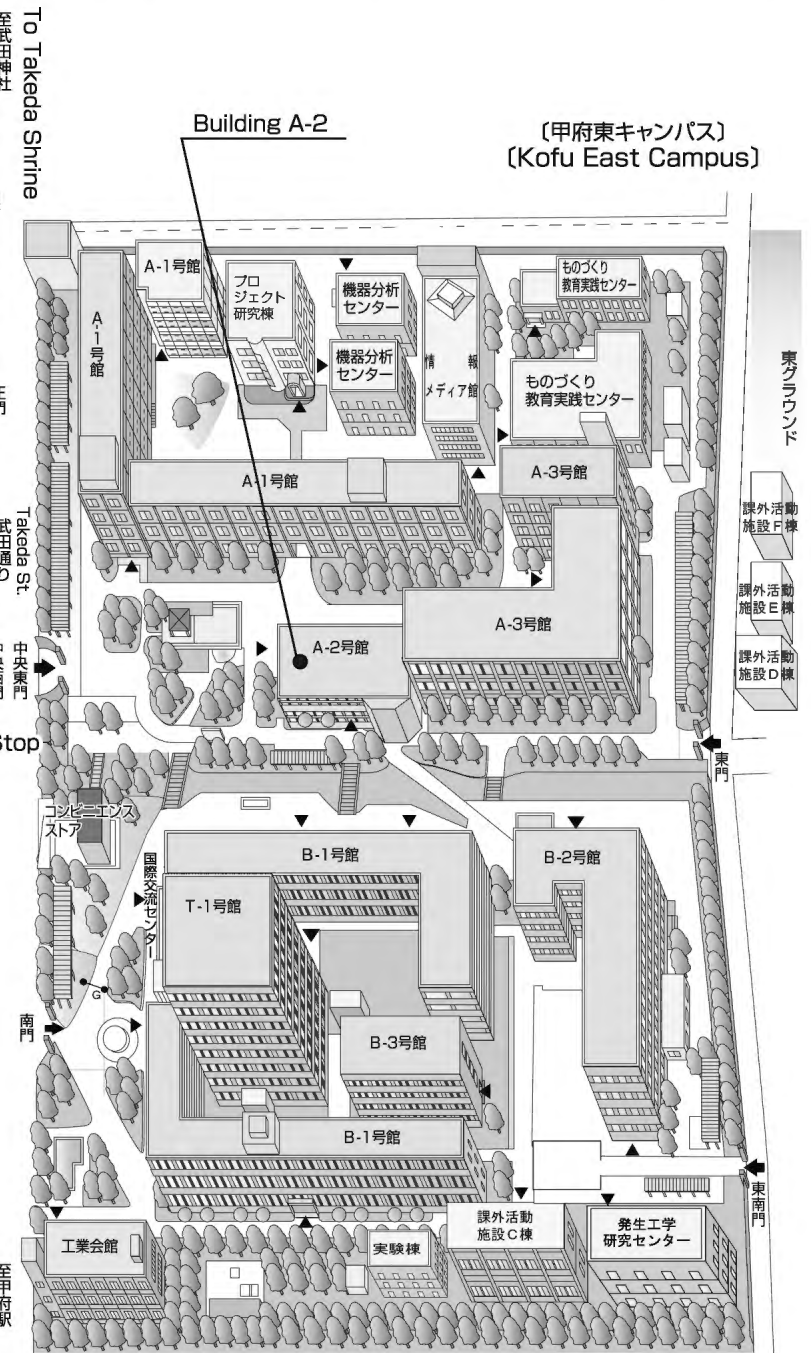 To Takeda Shrine
至武田神社
Building A-2
〔甲府東キャンパス〕
〔Kofu East Campus〕
A-1号館
A-1号館
プロ
ジェクト
研究棟
機器分析
センター
機器分析
センター
情報
メディア館
ものづくり
教育実践センター
ものづくり
教育実践センター
東グラウンド
A-1号館
A-3号館
課外活動
施設F棟
課外活動
施設E棟
課外活動
施設D棟
Takeda St.
武田通り
A-2号館
A-3号館
中央東門
Stop
東門
コンビニエンス
ストア
国際交流センター
B-1号館
B-2号館
T-1号館
G
南門
B-3号館
B-1号館
東南門
工業会館
実験棟
課外活動
施設C棟
発生工学
研究センター
至甲府駅